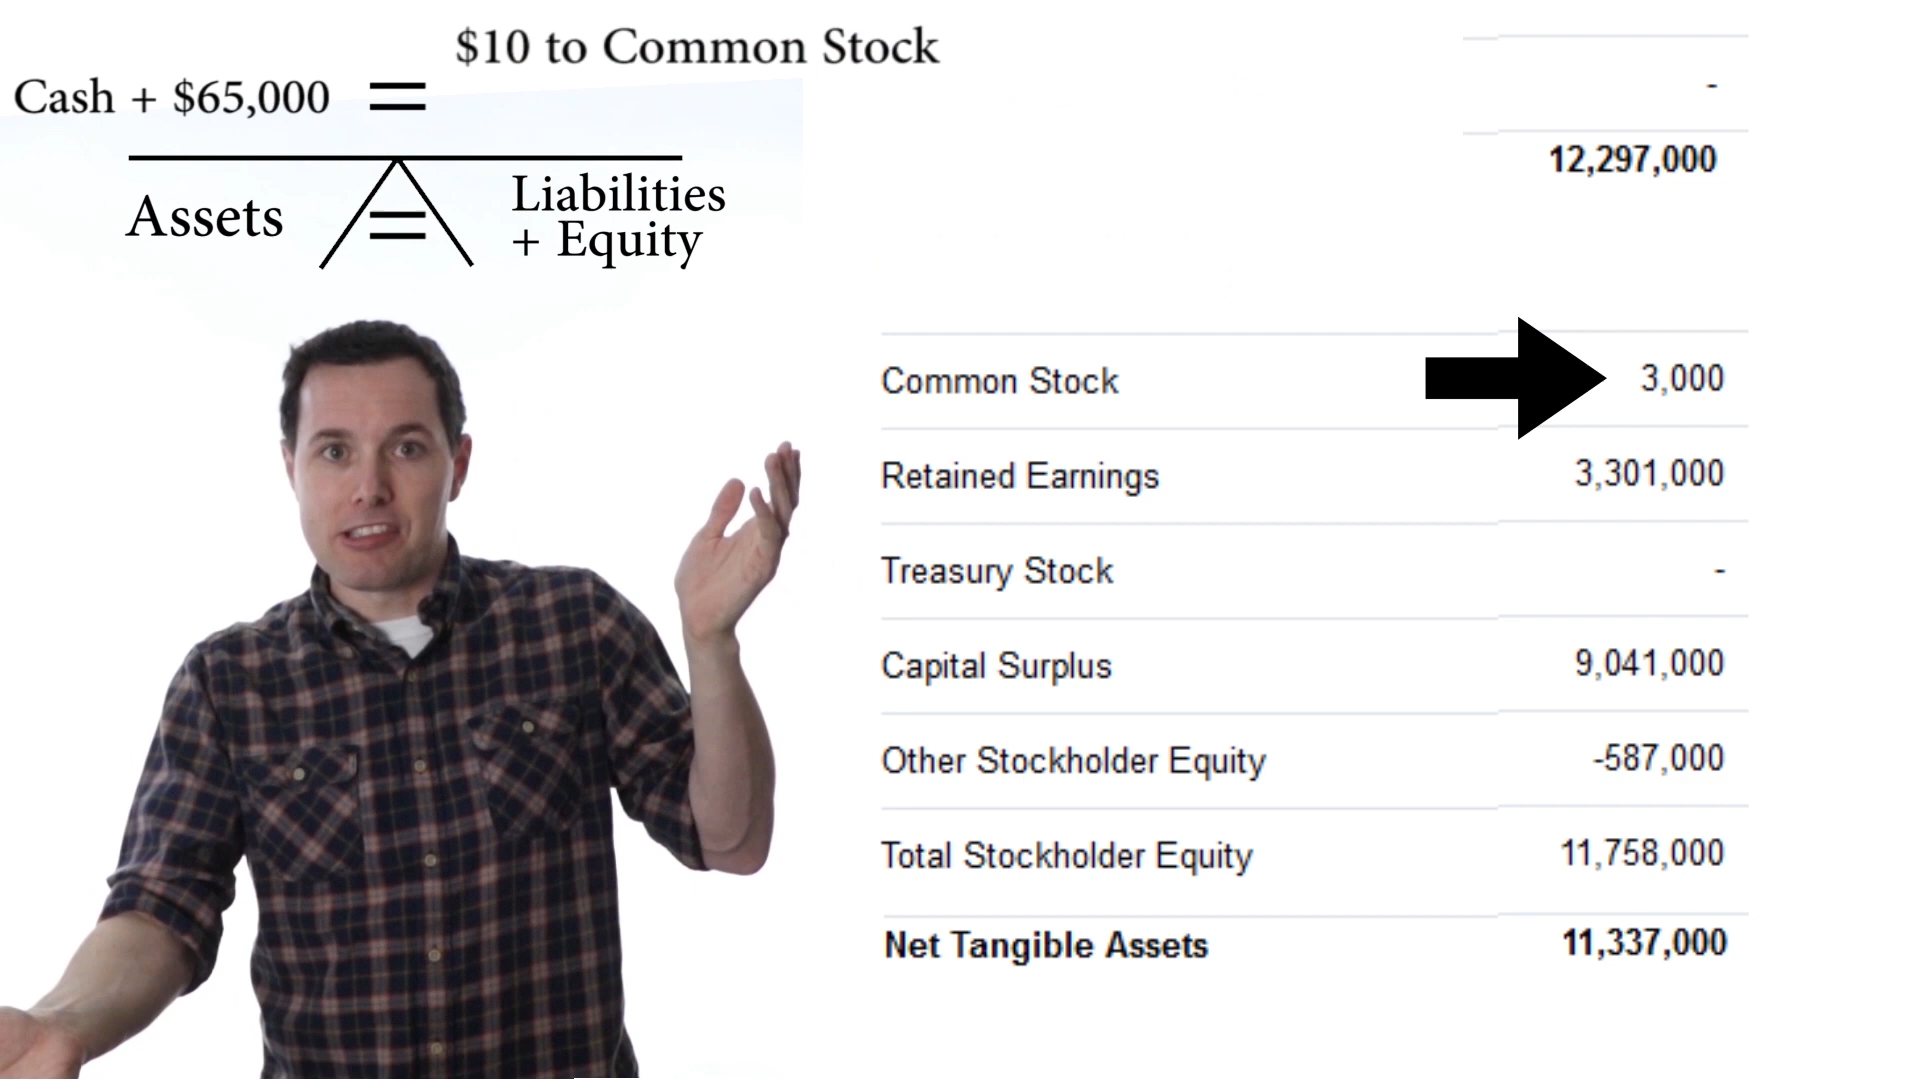 $10 to Common Stock
Cash + $65,000 =
Assets = Liabilities
+ Equity
-
12,297,000
Common Stock 3,000
Retained Earnings 3,301,000
Treasury Stock -
Capital Surplus 9,041,000
Other Stockholder Equity -587,000
Total Stockholder Equity 11,758,000
Net Tangible Assets 11,337,000